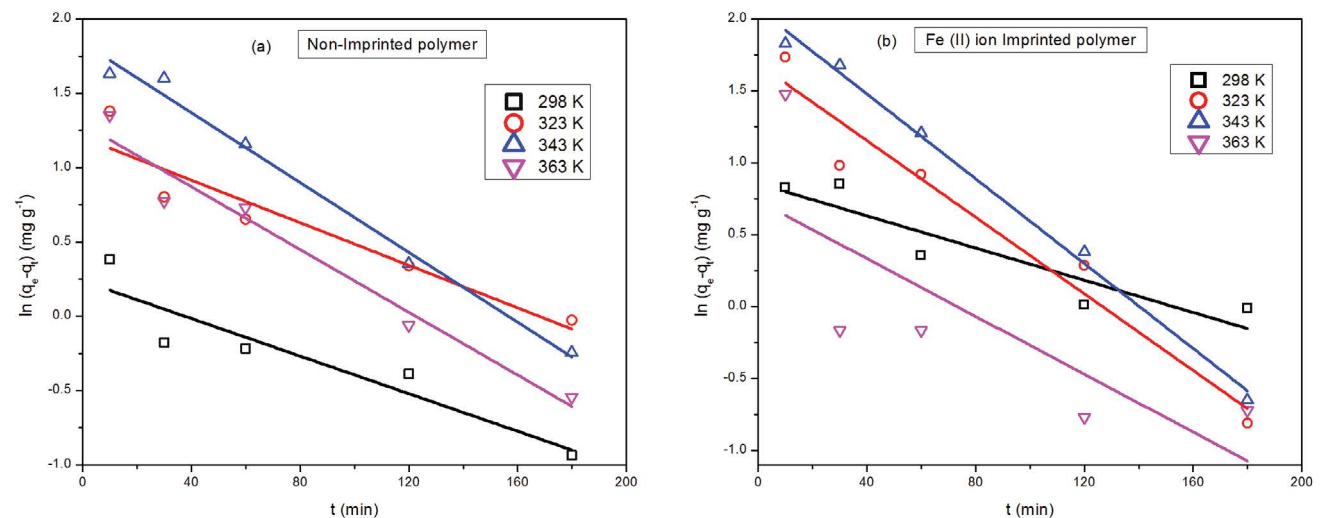 (a)
Non-Imprinted polymer
298 K
323 K
343 K
363 K
2.0
1.5
1.0
0.5
0.0
-0.5
-1.0
0
40
80
120
160
200
ln (qe-qt) (mg g-1)
t (min)
(b)
Fe (II) ion Imprinted polymer
298 K
323 K
343 K
363 K
2.0
1.5
1.0
0.5
0.0
-0.5
-1.0
0
40
80
120
160
200
ln (qe-qt) (mg g-1)
t (min)